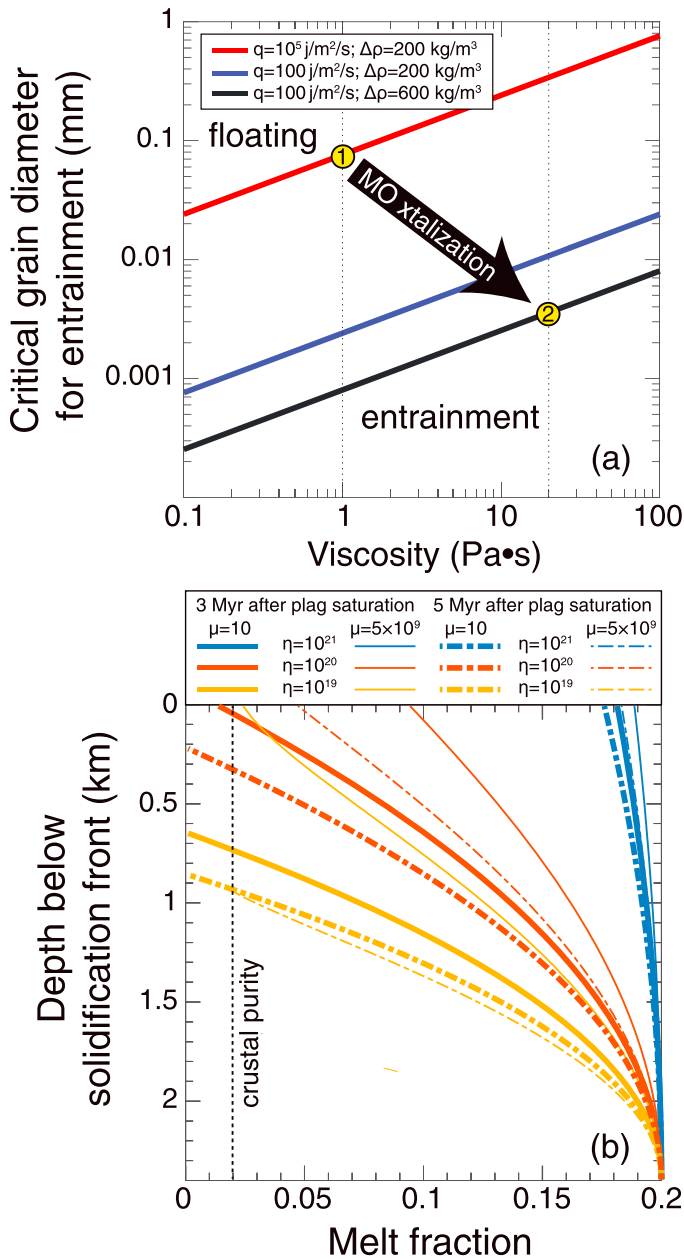 Critical grain diameter
for entrainment (mm)
1
0.1
0.01
0.001
q=10⁵ j/m²/s; Δρ=200 kg/m³
q=100 j/m²/s; Δρ=200 kg/m³
q=100 j/m²/s; Δρ=600 kg/m³
floating
1
MO xtalization
2
entrainment
(a)
0.1 1 10 100
Viscosity (Pa•s)
3 Myr after plag saturation 5 Myr after plag saturation
μ=10 μ=5×10⁹ μ=10 μ=5×10⁹
η=10²¹ η=10²¹
η=10²⁰ η=10²⁰
η=10¹⁹ η=10¹⁹
Depth below
solidification front (km)
0
0.5
1
1.5
2
crustal purity
(b)
0 0.05 0.1 0.15 0.2
Melt fraction